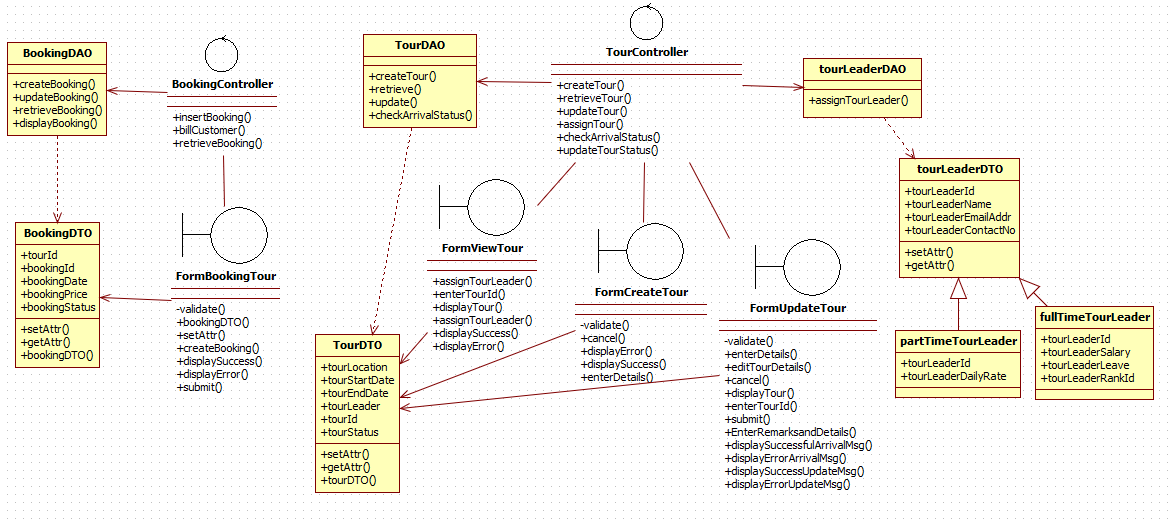 BookingDAO
+createBooking()
+updateBooking()
+retrieveBooking()
+displayBooking()
BookingController
+insertBooking()
+billCustomer()
+retrieveBooking()
TourDAO
+createTour()
+retrieve()
+update()
+checkArrivalStatus()
TourController
+createTour()
+retrieveTour()
+updateTour()
+assignTour()
+checkArrivalStatus()
+updateTourStatus()
tourLeaderDAO
+assignTourLeader()
tourLeaderDTO
+tourLeaderId
+tourLeaderName
+tourLeaderEmailAddr
+tourLeaderContactNo
+setAttr()
+getAttr()
BookingDTO
+tourId
+bookingId
+bookingDate
+bookingPrice
+bookingStatus
+setAttr()
+getAttr()
+bookingDTO()
FormBookingTour
-validate()
+bookingDTO()
+setAttr()
+createBooking()
+displaySuccess()
+displayError()
+submit()
FormViewTour
+assignTourLeader()
+enterTourId()
+displayTour()
+assignTourLeader()
+displaySuccess()
+displayError()
TourDTO
+tourLocation
+tourStartDate
+tourEndDate
+tourLeader
+tourId
+tourStatus
+setAttr()
+getAttr()
+tourDTO()
FormCreateTour
-validate()
+cancel()
+displayError()
+displaySuccess()
+enterDetails()
FormUpdateTour
-validate()
+enterDetails()
+editTourDetails()
+cancel()
+displayTour()
+enterTourId()
+submit()
+EnterRemarksandDetails()
+displaySuccessfulArrivalMsg()
+displayErrorArrivalMsg()
+displaySuccessUpdateMsg()
+displayErrorUpdateMsg()
partTimeTourLeader
+tourLeaderId
+tourLeaderDailyRate
fullTimeTourLeader
+tourLeaderId
+tourLeaderSalary
+tourLeaderLeave
+tourLeaderRankId